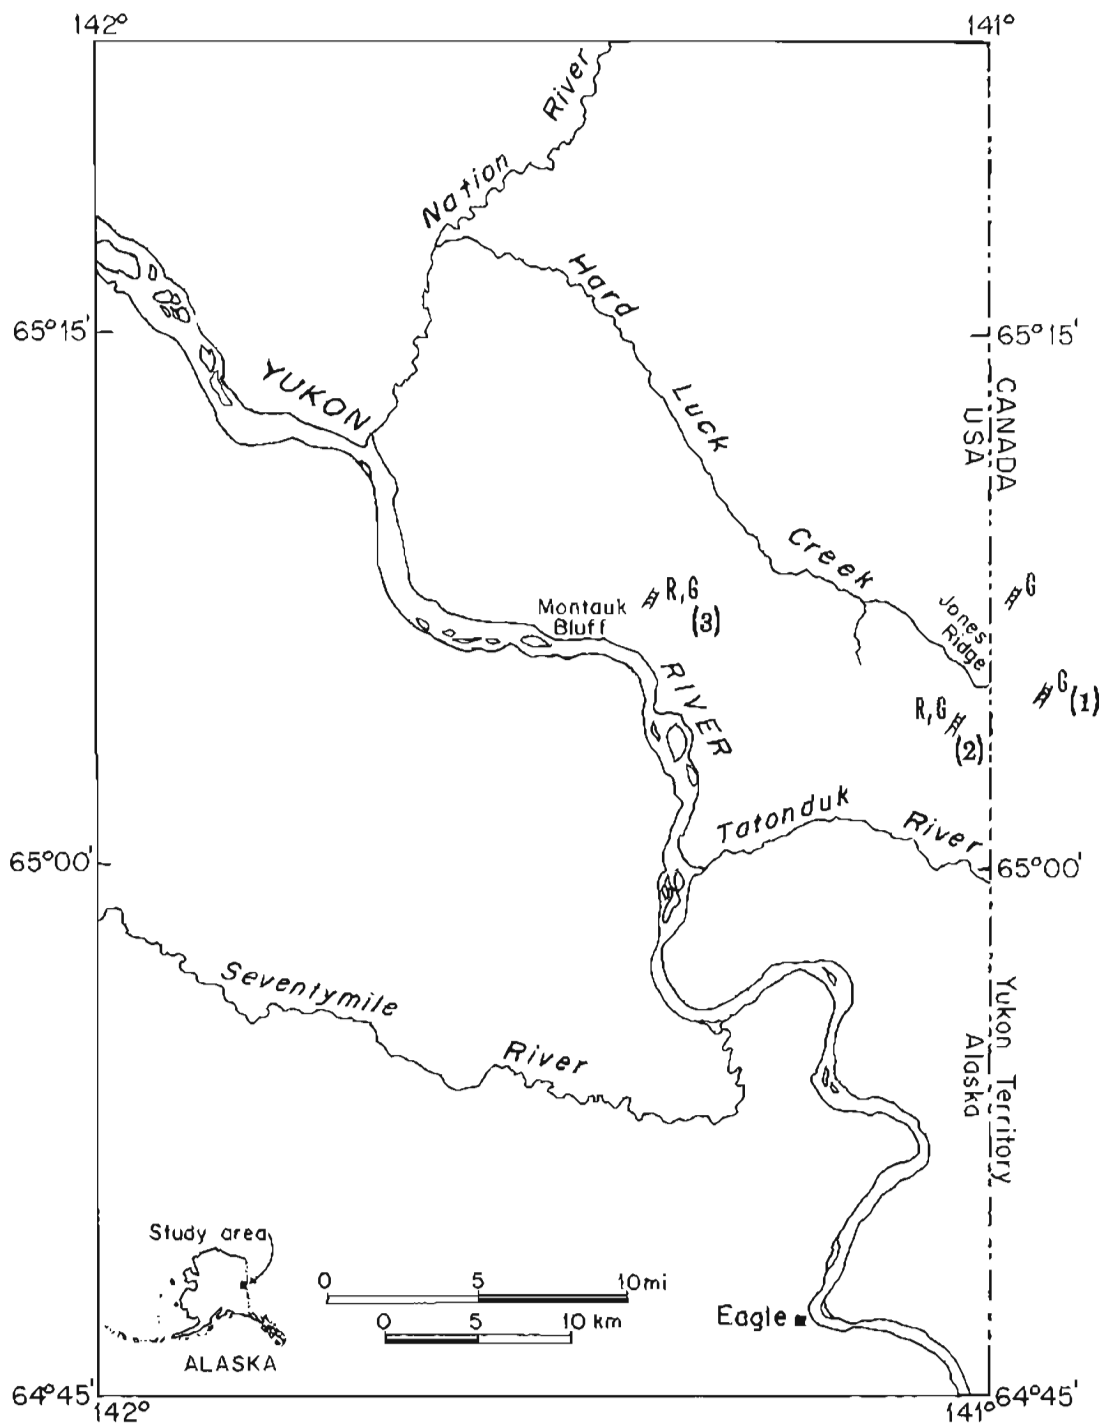 142°
141°
Nation River
Hard Luck Creek
65°15'
65°15'
YUKON RIVER
CANADA
USA
G
R,G
(3)
Montauk
Bluff
Jones
Ridge
G
(1)
R,G
(2)
Tatonduk River
65°00'
65°00'
Seventymile River
Yukon Territory
Alaska
Study area
0 5 10mi
0 5 10 km
Eagle
ALASKA
64°45'
64°45'
142°
141°